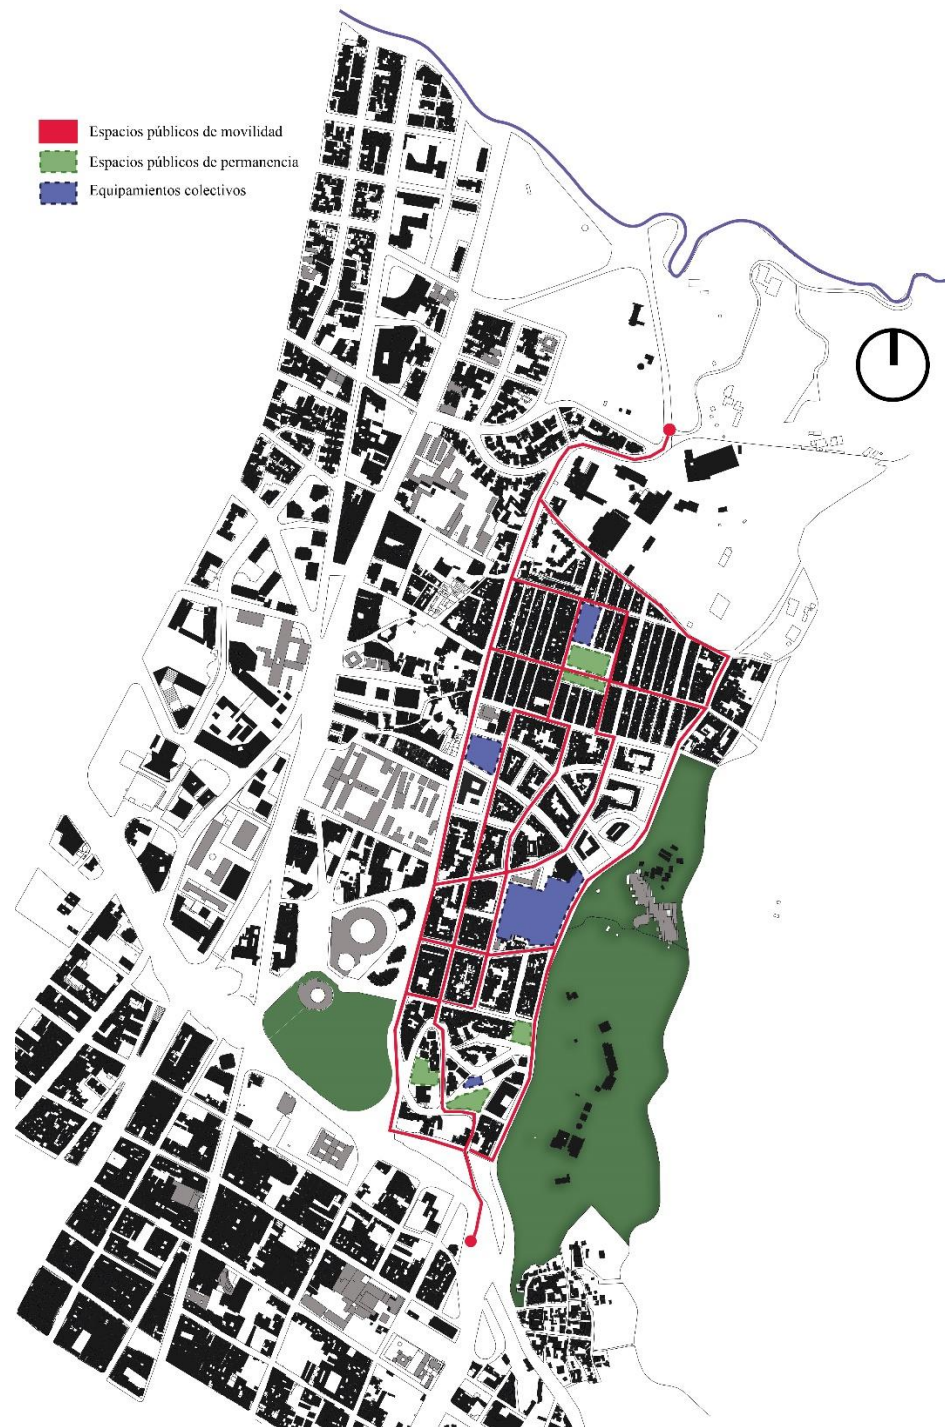 Espacios públicos de movilidad
Espacios públicos de permanencia
Equipamientos colectivos